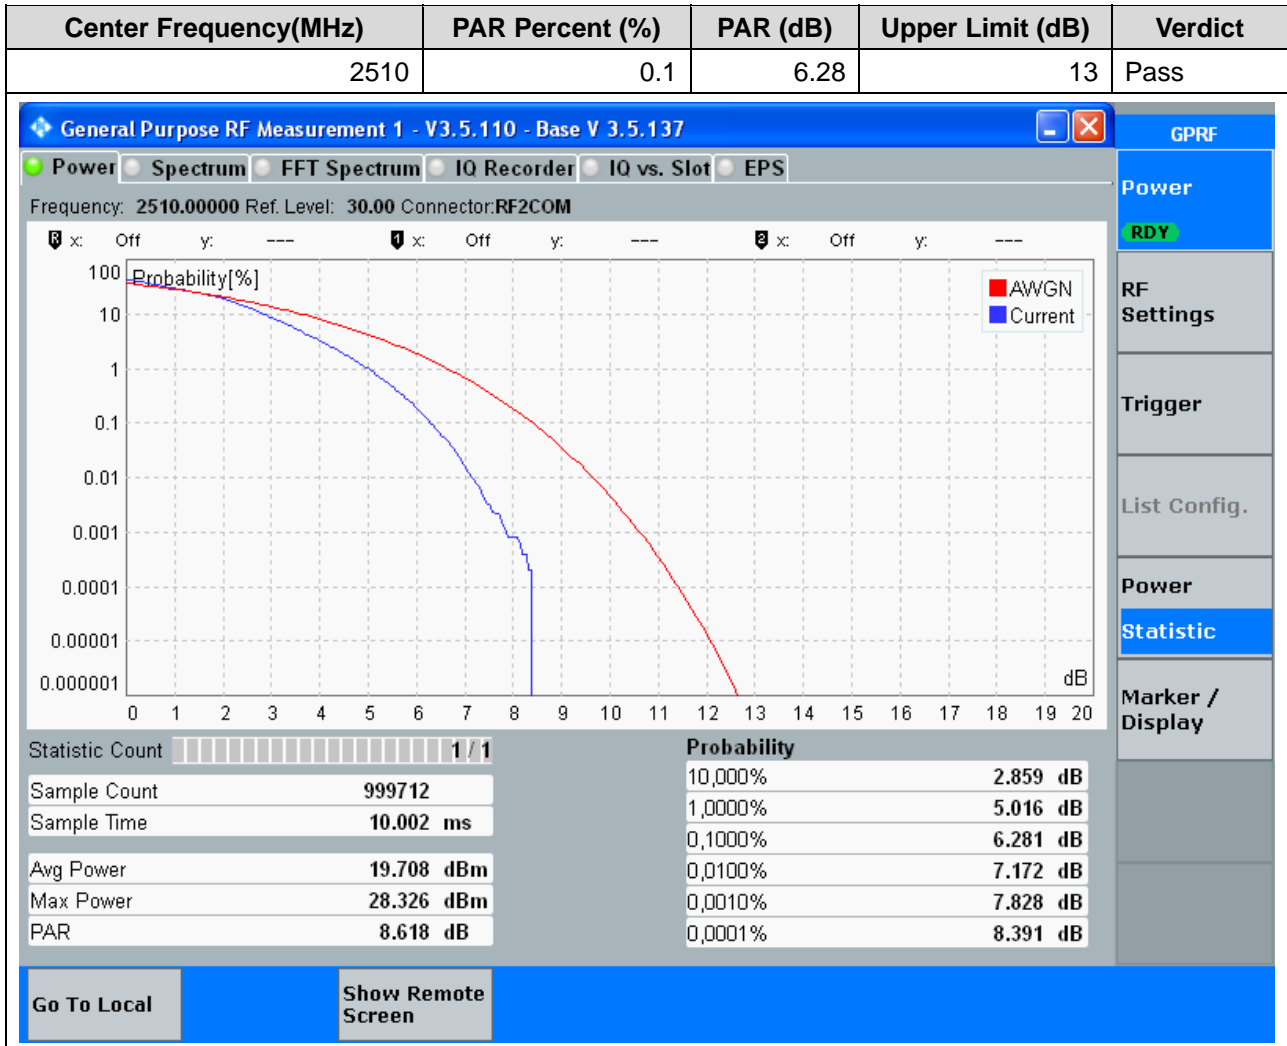 Center Frequency(MHz) PAR Percent (%) PAR (dB) Upper Limit (dB) Verdict
2510 0.1 6.28 13 Pass
General Purpose RF Measurement 1 - V3.5.110 - Base V 3.5.137
GPRF
Power Spectrum FFT Spectrum IQ Recorder IQ vs. Slot EPS
Frequency: 2510.00000 Ref. Level: 30.00 Connector:RF2COM
R x: Off y: --- 1 x: Off y: --- 2 x: Off y: ---
Probability[%]
AWGN
Current
100
10
1
0.1
0.01
0.001
0.0001
0.00001
0.000001
dB
0 1 2 3 4 5 6 7 8 9 10 11 12 13 14 15 16 17 18 19 20
Statistic Count 1 / 1
Sample Count 999712
Sample Time 10.002 ms
Avg Power 19.708 dBm
Max Power 28.326 dBm
PAR 8.618 dB
Probability
10,000% 2.859 dB
1,0000% 5.016 dB
0,1000% 6.281 dB
0,0100% 7.172 dB
0,0010% 7.828 dB
0,0001% 8.391 dB
Power
RDY
RF
Settings
Trigger
List Config.
Power
Statistic
Marker /
Display
Go To Local
Show Remote
Screen